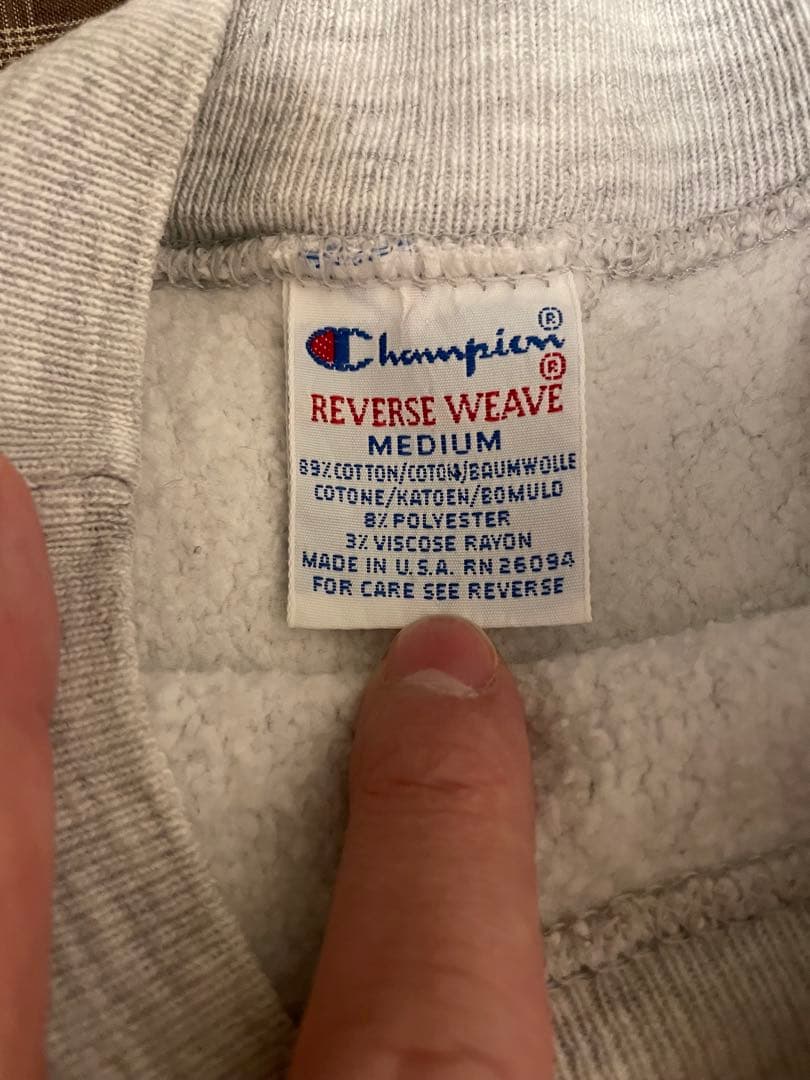 Champion®
®
REVERSE WEAVE
MEDIUM
89% COTTON/COTON/BAUMWOLLE
COTONE/KATOEN/BOMULD
8% POLYESTER
3% VISCOSE RAYON
MADE IN U.S.A. RN 26094
FOR CARE SEE REVERSE